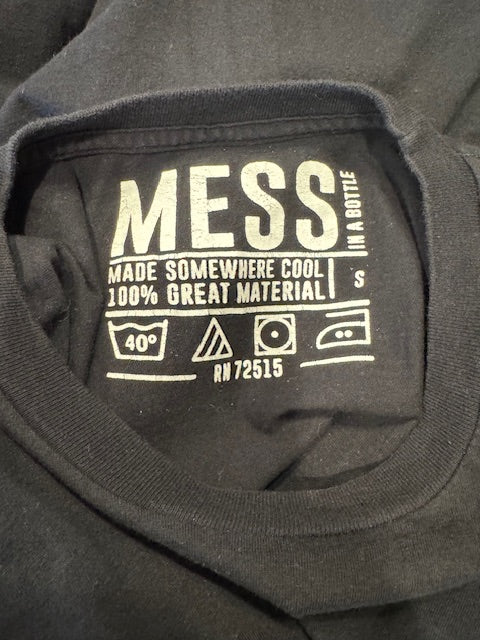 MESS
IN A BOTTLE
MADE SOMEWHERE COOL
100% GREAT MATERIAL
S
40°
RN 72515